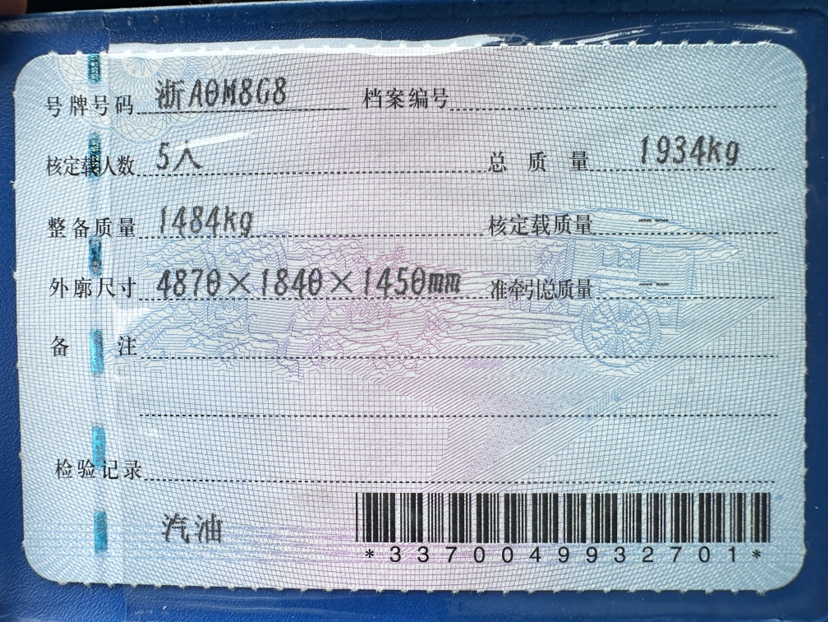 号牌号码 浙A0M8G8 档案编号
核定载人数 5人 总质量 1934kg
整备质量 1484kg 核定载质量 --
外廓尺寸 4870×1840×1450mm 准牵引总质量 --
备注
检验记录
汽油
*3370049932701*